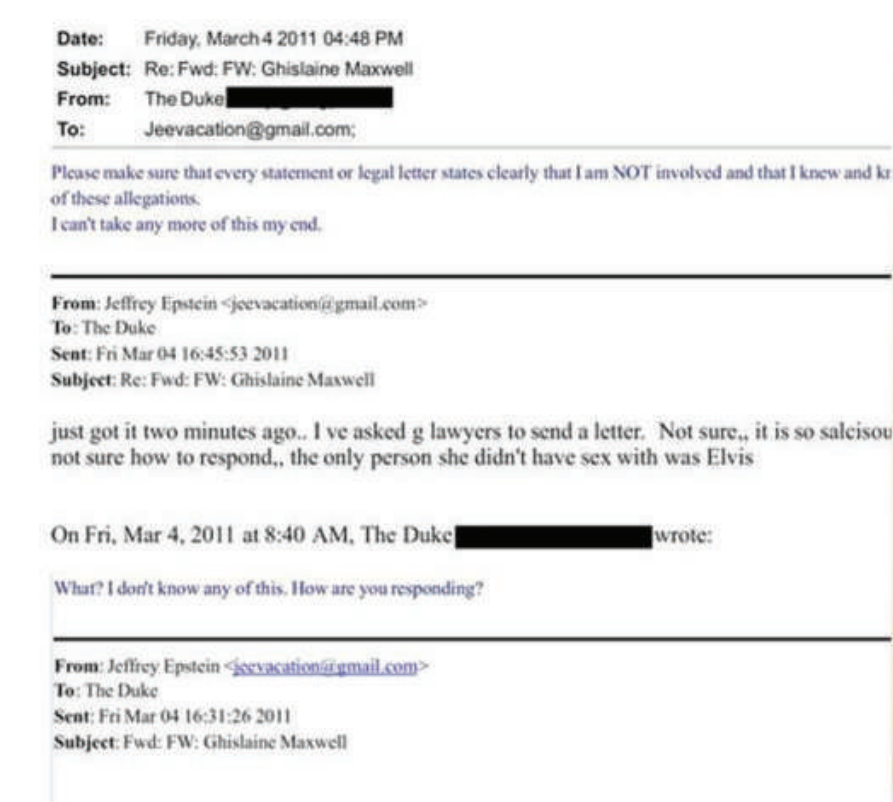 Date: Friday, March 4 2011 04:48 PM
Subject: Re: Fwd: FW: Ghislaine Maxwell
From: The Duke
To: Jeevacation@gmail.com;
Please make sure that every statement or legal letter states clearly that I am NOT involved and that I knew and
of these allegations.
I can't take any more of this my end.
From: Jeffrey Epstein <jeevacation@gmail.com>
To: The Duke
Sent: Fri Mar 04 16:45:53 2011
Subject: Re: Fwd: FW: Ghislaine Maxwell
just got it two minutes ago.. I ve asked g lawyers to send a letter. Not sure,, it is so salcisou
not sure how to respond,, the only person she didn't have sex with was Elvis
On Fri, Mar 4, 2011 at 8:40 AM, The Duke wrote:
What? I don't know any of this. How are you responding?
From: Jeffrey Epstein <jeevacation@gmail.com>
To: The Duke
Sent: Fri Mar 04 16:31:26 2011
Subject: Fwd: FW: Ghislaine Maxwell